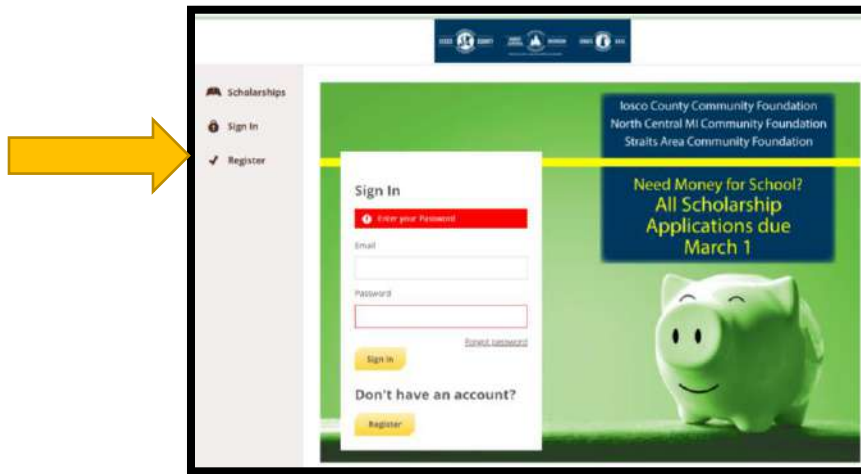 Scholarships
Sign In
Register
Iosco County Community Foundation
North Central MI Community Foundation
Straits Area Community Foundation
Need Money for School?
All Scholarship
Applications due
March 1
Sign In
Enter your Password
Email
Password
Forgot password
Sign In
Don't have an account?
Register